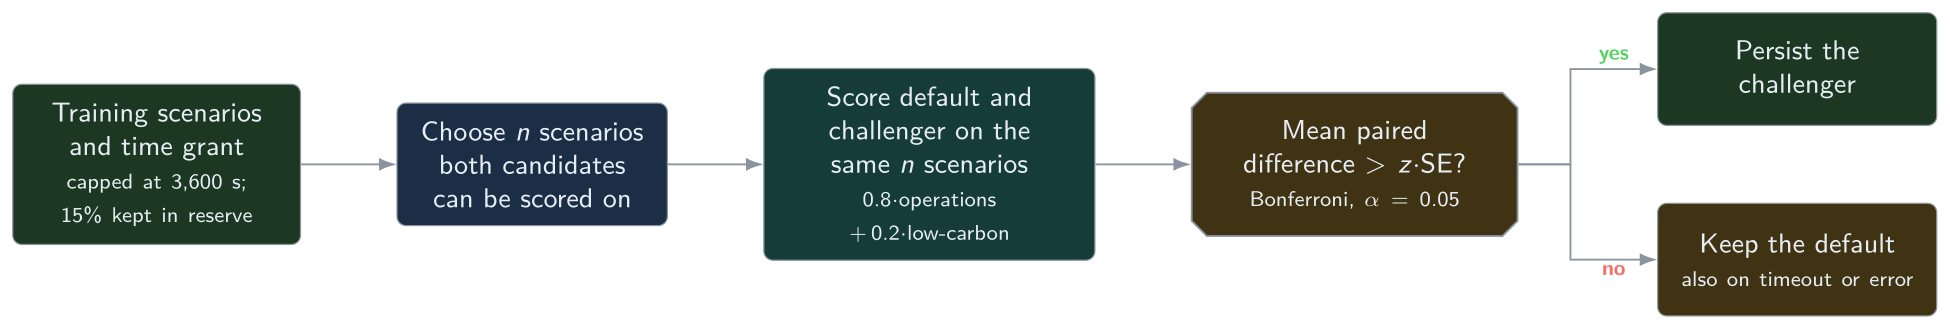 Training scenarios
and time grant
capped at 3,600 s;
15% kept in reserve
Choose n scenarios
both candidates
can be scored on
Score default and
challenger on the
same n scenarios
0.8·operations
+ 0.2·low-carbon
Mean paired
difference > z·SE?
Bonferroni, α = 0.05
yes
Persist the
challenger
no
Keep the default
also on timeout or error